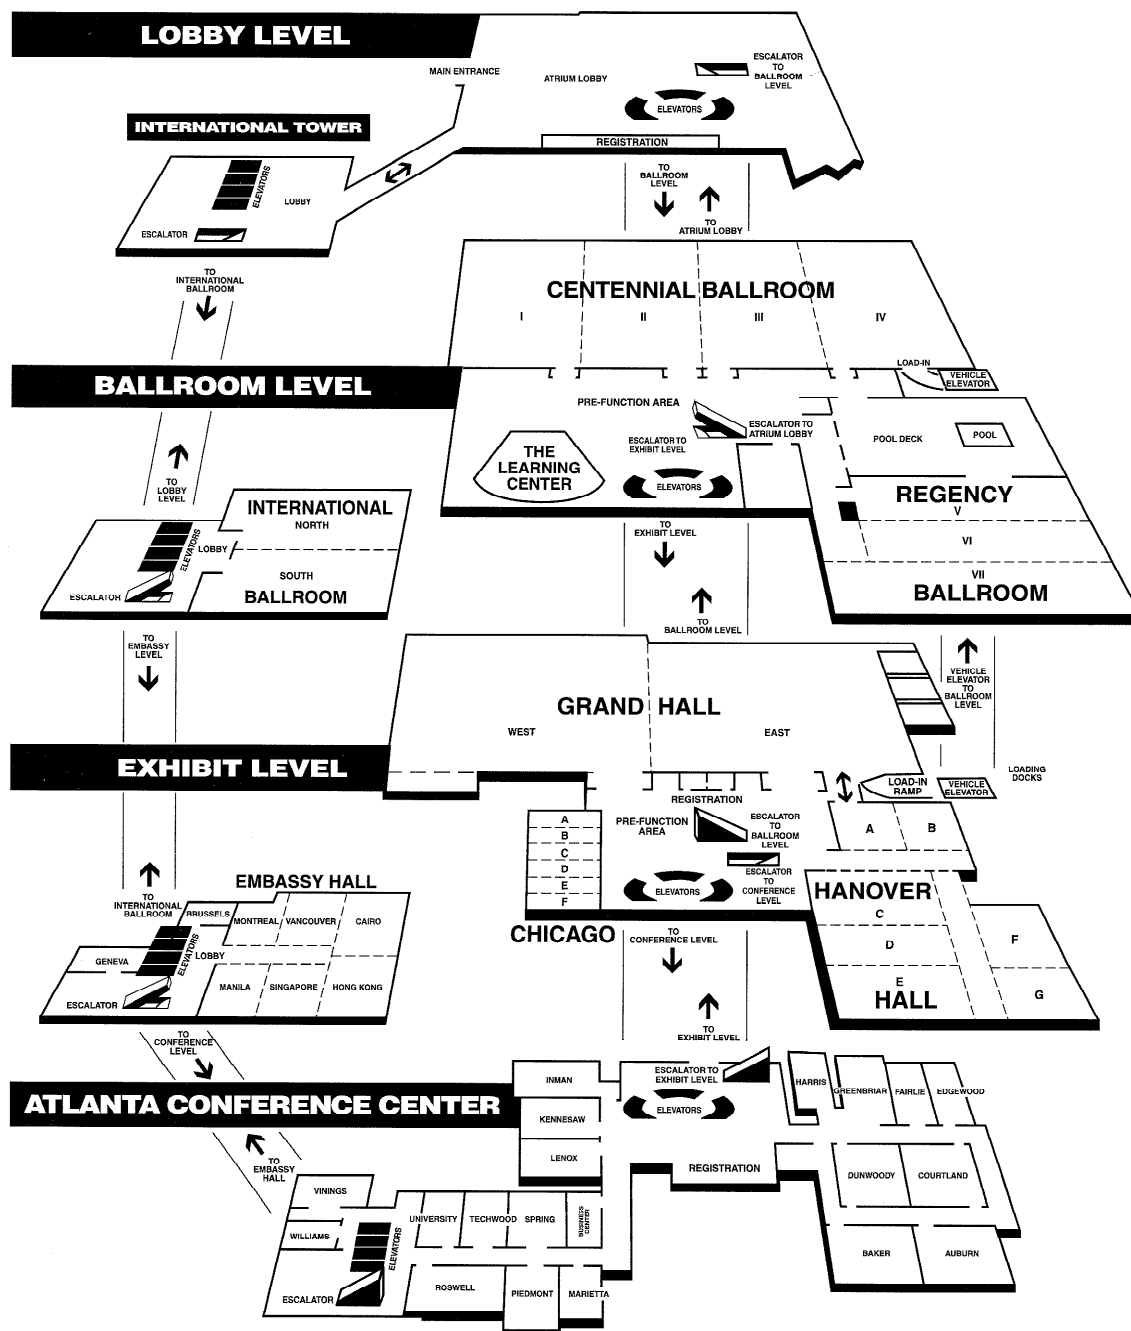 LOBBY LEVEL
MAIN ENTRANCE
ATRIUM LOBBY
ESCALATOR
TO
BALLROOM
LEVEL
ELEVATORS
REGISTRATION
INTERNATIONAL TOWER
ELEVATORS
LOBBY
ESCALATOR
TO
BALLROOM
LEVEL
TO
ATRIUM LOBBY
TO
INTERNATIONAL
BALLROOM
CENTENNIAL BALLROOM
I
II
III
IV
BALLROOM LEVEL
LOAD-IN
VEHICLE
ELEVATOR
PRE-FUNCTION AREA
ESCALATOR TO
ATRIUM LOBBY
ESCALATOR TO
EXHIBIT LEVEL
POOL DECK
POOL
THE
LEARNING
CENTER
ELEVATORS
REGENCY
V
VI
VII
BALLROOM
TO
LOBBY
LEVEL
INTERNATIONAL
NORTH
ELEVATORS
LOBBY
SOUTH
BALLROOM
ESCALATOR
TO
EXHIBIT LEVEL
TO
BALLROOM LEVEL
TO
EMBASSY
LEVEL
VEHICLE
ELEVATOR
TO
BALLROOM
LEVEL
GRAND HALL
WEST
EAST
EXHIBIT LEVEL
LOADING
DOCKS
LOAD-IN
RAMP
VEHICLE
ELEVATOR
REGISTRATION
PRE-FUNCTION
AREA
ESCALATOR
TO
BALLROOM
LEVEL
A
B
C
D
E
F
A
B
ESCALATOR
TO
CONFERENCE
LEVEL
ELEVATORS
HANOVER
C
D
E
HALL
F
G
CHICAGO
TO
INTERNATIONAL
BALLROOM
EMBASSY HALL
BRUSSELS
MONTREAL
VANCOUVER
CAIRO
GENEVA
ELEVATORS
LOBBY
MANILA
SINGAPORE
HONG KONG
ESCALATOR
TO
CONFERENCE LEVEL
TO
EXHIBIT LEVEL
TO
CONFERENCE
LEVEL
ATLANTA CONFERENCE CENTER
INMAN
KENNESAW
LENOX
ESCALATOR TO
EXHIBIT LEVEL
ELEVATORS
HARRIS
GREENBRIAR
FAIRLIE
EDGEWOOD
REGISTRATION
DUNWOODY
COURTLAND
BAKER
AUBURN
TO
EMBASSY
HALL
VININGS
WILLIAMS
ELEVATORS
ESCALATOR
UNIVERSITY
TECHWOOD
SPRING
BUSINESS
CENTER
ROSWELL
PIEDMONT
MARIETTA